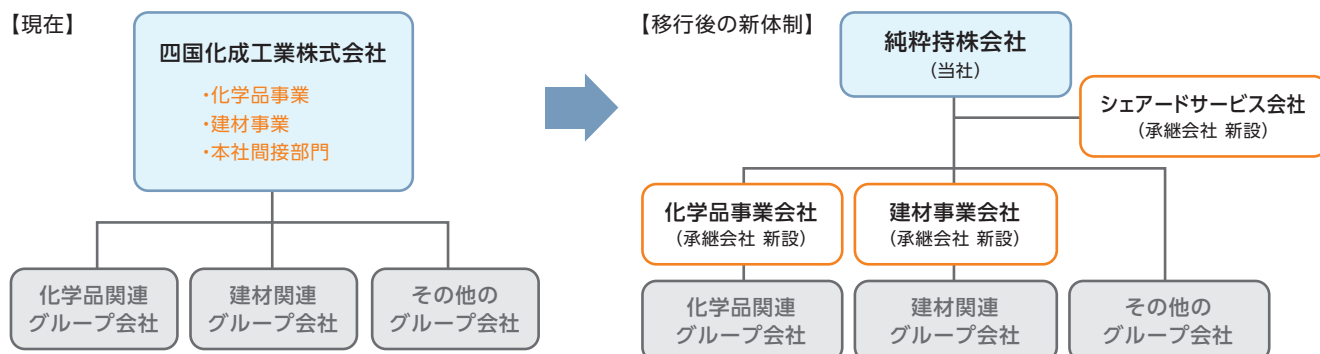 【現在】
四国化成工業株式会社
・化学品事業
・建材事業
・本社間接部門
化学品関連
グループ会社
建材関連
グループ会社
その他の
グループ会社
【移行後の新体制】
純粋持株会社
(当社)
シェアードサービス会社
(承継会社 新設)
化学品事業会社
(承継会社 新設)
建材事業会社
(承継会社 新設)
化学品関連
グループ会社
建材関連
グループ会社
その他の
グループ会社